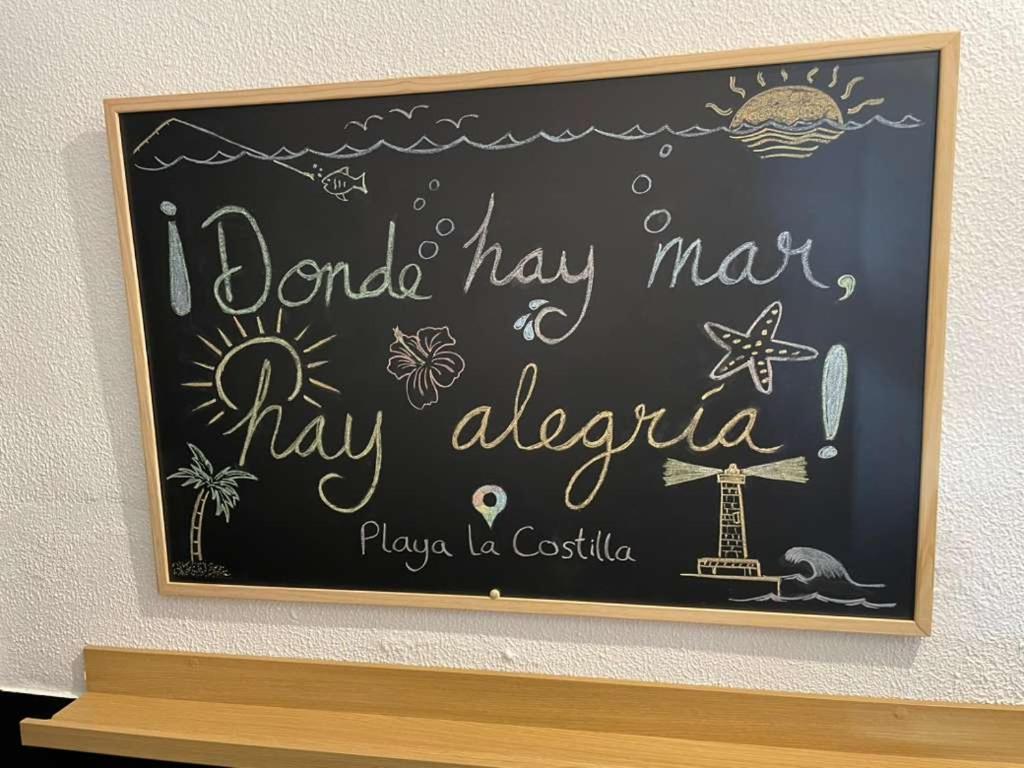 ¡Donde hay mar,
hay alegría!
Playa La Costilla